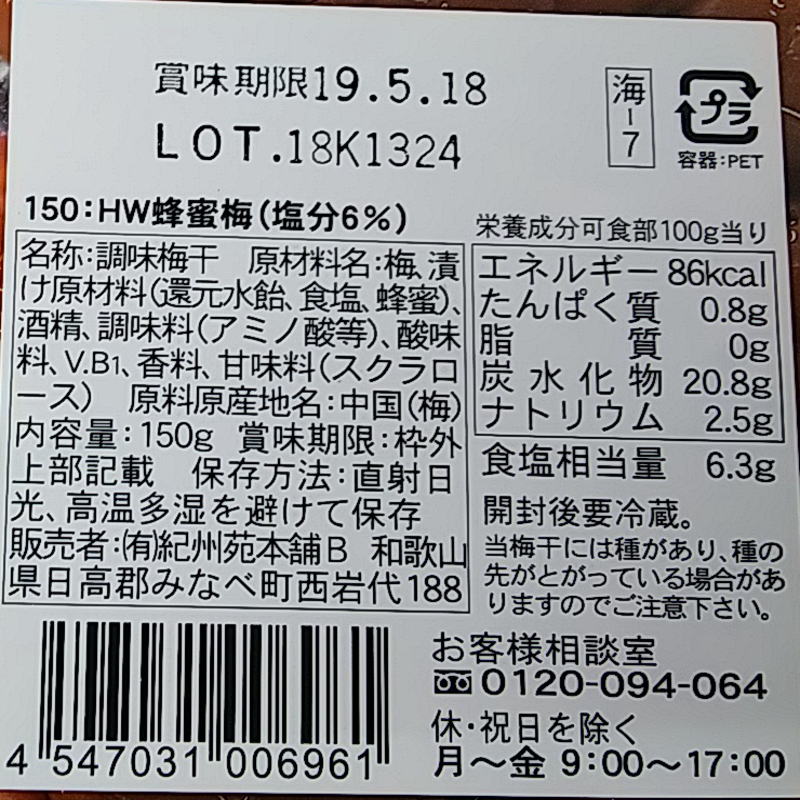 賞味期限19.5.18
LOT.18K1324
海-7
プラ
容器:PET
150:HW蜂蜜梅(塩分6%)
名称:調味梅干 原材料名:梅、漬
け原材料(還元水飴、食塩、蜂蜜)、
酒精、調味料(アミノ酸等)、酸味
料、V.B1、香料、甘味料(スクラロ
ース) 原料原産地名:中国(梅)
内容量:150g 賞味期限:枠外
上部記載 保存方法:直射日
光、高温多湿を避けて保存
販売者:(有)紀州苑本舗B 和歌山
県日高郡みなべ町西岩代188
栄養成分可食部100g当り
エネルギー 86kcal
たんぱく質 0.8g
脂質 0g
炭水化物 20.8g
ナトリウム 2.5g
食塩相当量 6.3g
開封後要冷蔵。
当梅干には種があり、種の
先がとがっている場合があ
りますのでご注意下さい。
お客様相談室
0120-094-064
休・祝日を除く
月〜金 9:00〜17:00
4 547031 006961